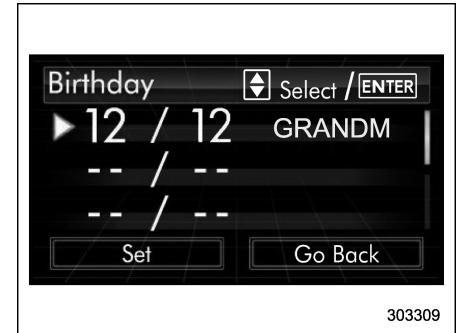 Birthday Select / ENTER
12 / 12 GRANDM
-- / --
-- / --
Set Go Back
303309